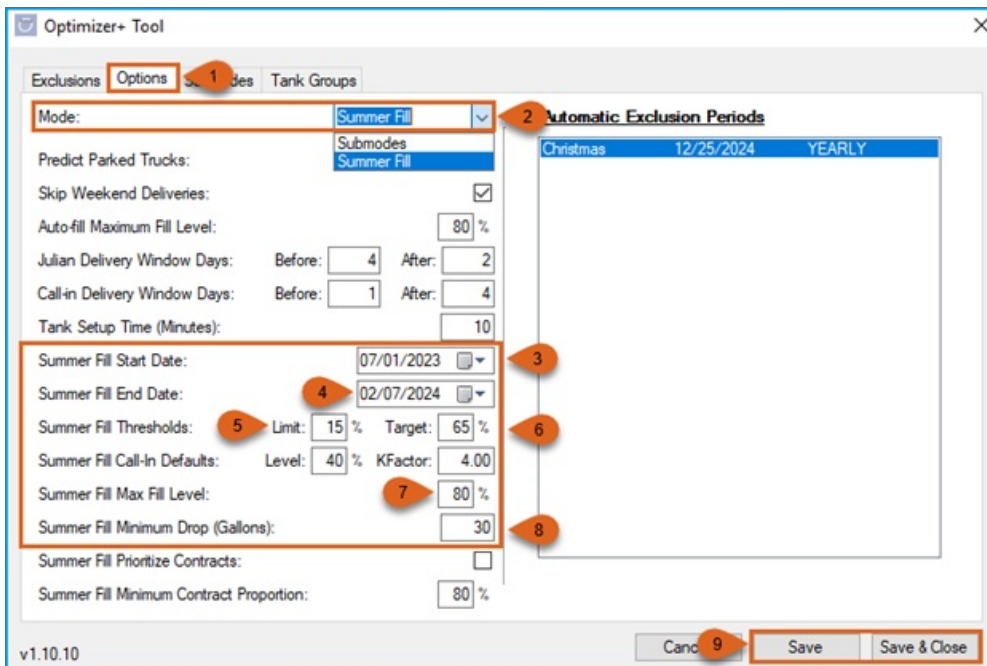 Optimizer+ Tool
Exclusions Options 1 des Tank Groups
Mode: Summer Fill 2 Automatic Exclusion Periods
Submodes
Summer Fill
Christmas 12/25/2024 YEARLY
Predict Parked Trucks:
Skip Weekend Deliveries:
Auto-fill Maximum Fill Level: 80 %
Julian Delivery Window Days: Before: 4 After: 2
Call-in Delivery Window Days: Before: 1 After: 4
Tank Setup Time (Minutes): 10
Summer Fill Start Date: 07/01/2023 3
Summer Fill End Date: 4 02/07/2024
Summer Fill Thresholds: 5 Limit: 15 % Target: 65 % 6
Summer Fill Call-In Defaults: Level: 40 % KFactor: 4.00
Summer Fill Max Fill Level: 7 80 %
Summer Fill Minimum Drop (Gallons): 30 8
Summer Fill Prioritize Contracts:
Summer Fill Minimum Contract Proportion: 80 %
v1.10.10 Canc 9 Save Save & Close